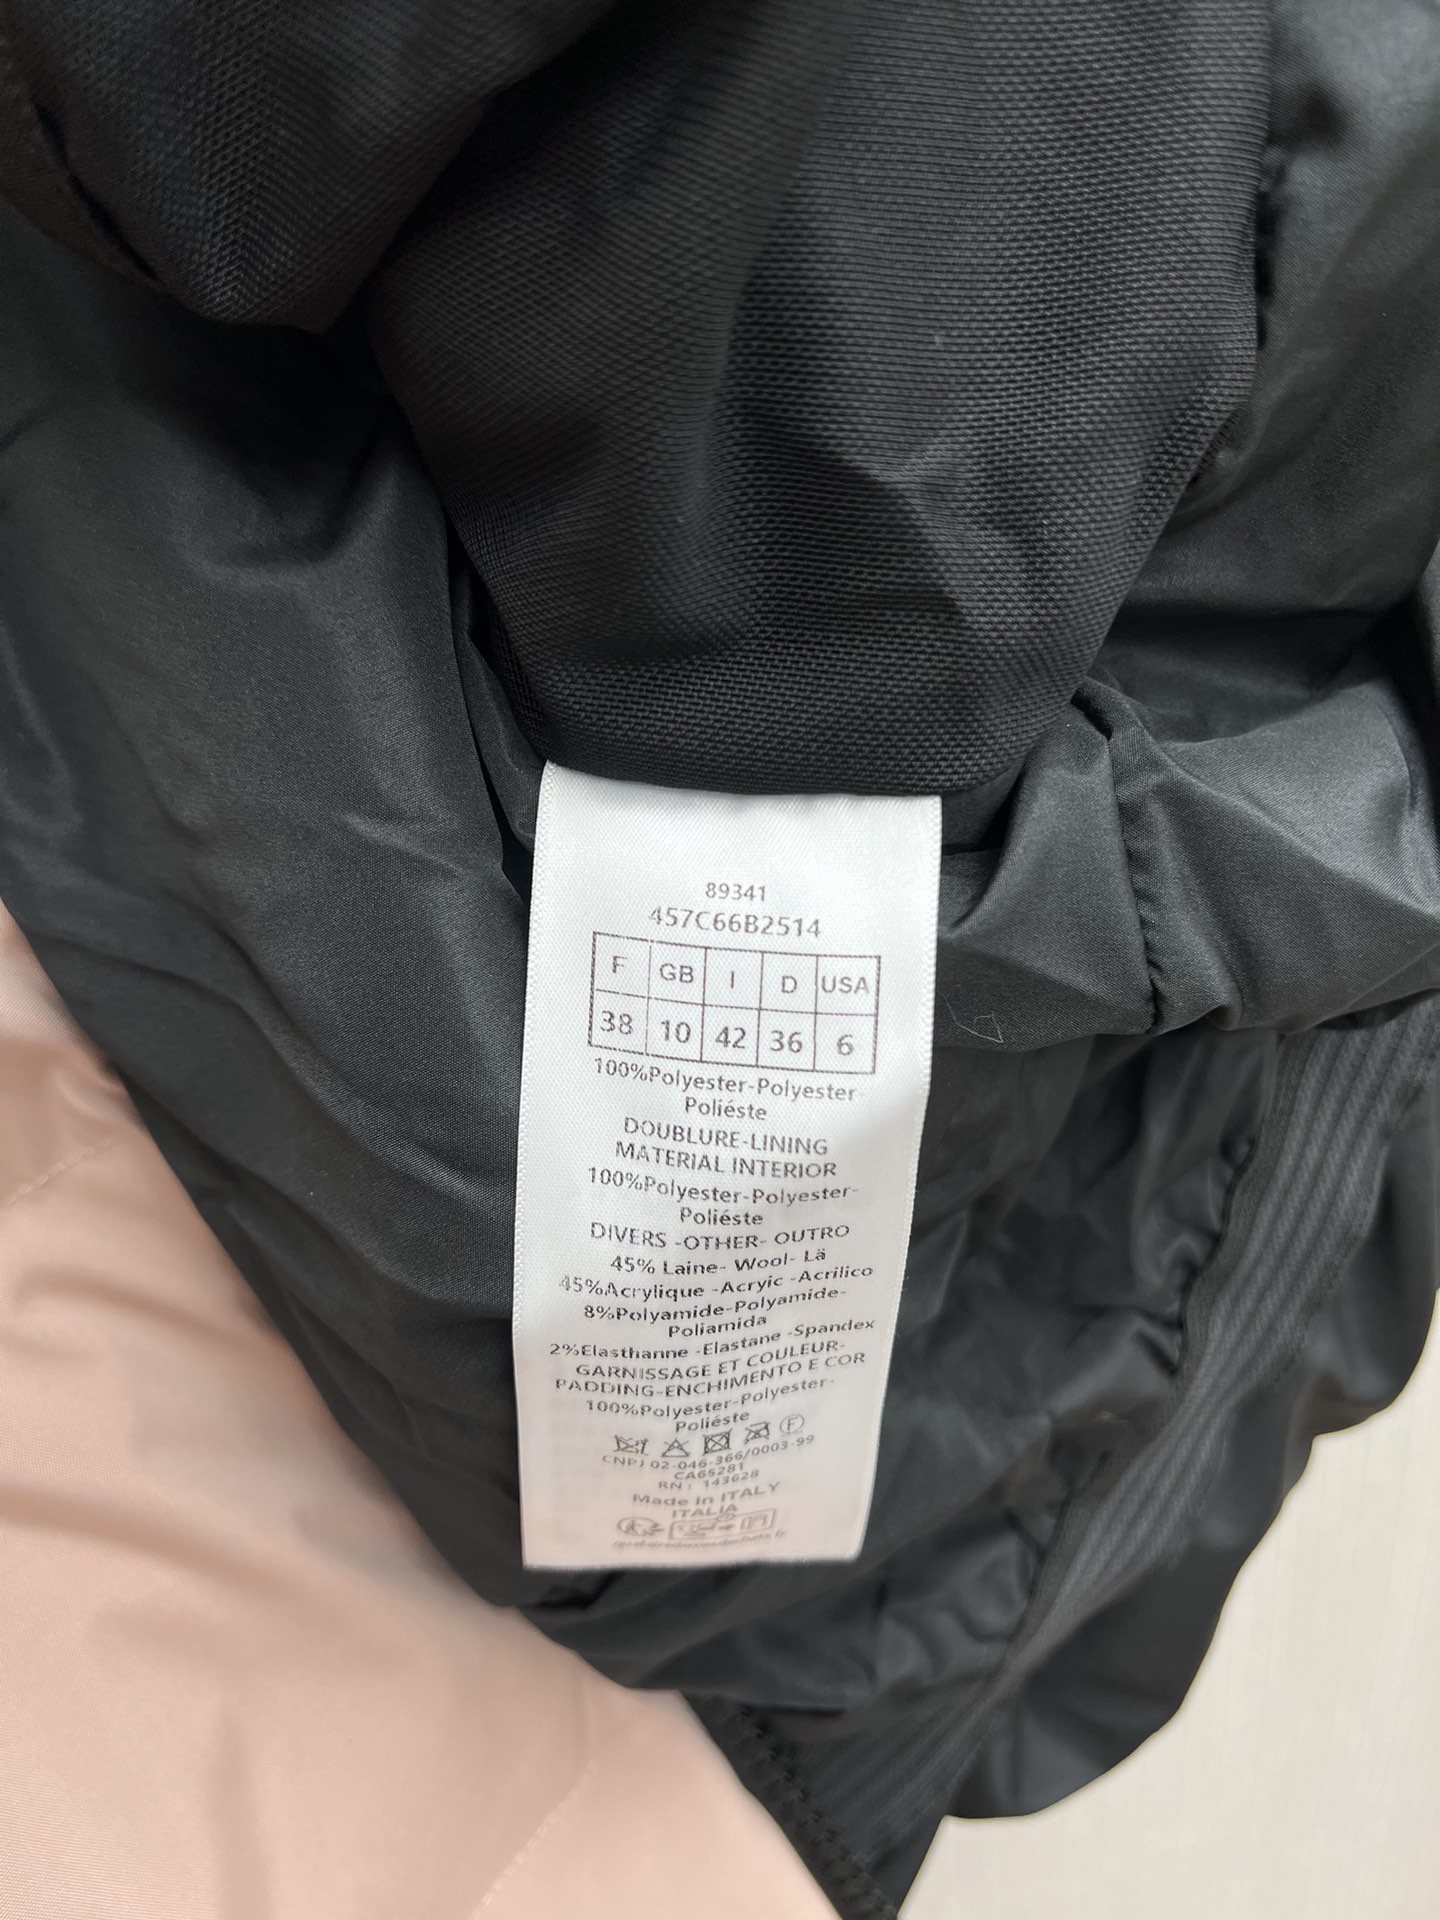 89341
457C66B2514
F GB I D USA
38 10 42 36 6
100%Polyester-Polyester
Poliéste
DOUBLURE-LINING
MATERIAL INTERIOR
100%Polyester-Polyester-
Poliéste
DIVERS -OTHER- OUTRO
45% Laine- Wool- Lä
45%Acrylique -Acryic -Acrilico
8%Polyamide-Polyamide-
Poliamida
2%Elasthanne -Elastane -Spandex
GARNISSAGE ET COULEUR-
PADDING-ENCHIMENTO E COR
100%Polyester-Polyester-
Poliéste
F
CNPJ 02-046-366/0003-99
CA65281
RN: 143628
Made In ITALY
ITALIA